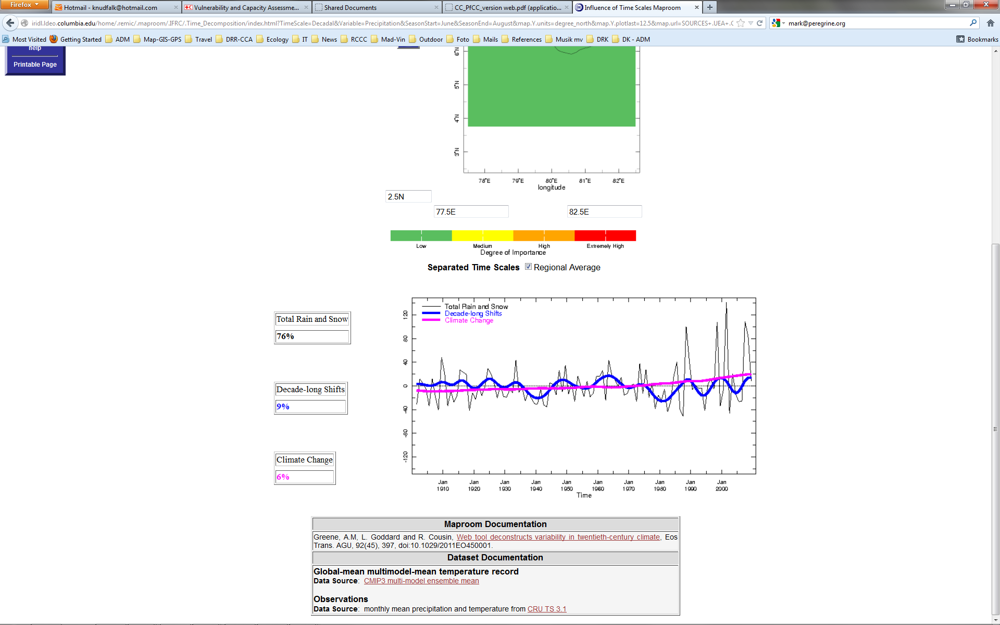 Firefox
Hotmail - knudfalk@hotmail.com
Vulnerability and Capacity Assessme...
Shared Documents
CC_PfCC_version web.pdf (applicatio...
Influence of Time Scales Maproom
iridl.ldeo.columbia.edu/home/.remic/.maproom/.IFRC/.Time_Decomposition/index.html?TimeScale=Decadal&Variable=Precipitation&SeasonStart=June&SeasonEnd=August&map.Y.units=degree_north&map.Y.plotlast=12.5&map.url=SOURCES+.UEA+.C
mark@peregrine.org
Most Visited Getting Started ADM Map-GIS-GPS Travel DRR-CCA Ecology IT News RCCC Mad-Vin Outdoor Foto Mails References Musik mv DRK DK - ADM Bookmarks
help
Printable Page
6°N
5°N
4°N
3°N
78°E 79°E 80°E 81°E 82°E
longitude
2.5N
77.5E 82.5E
Low Medium High Extremely High
Degree of Importance
Separated Time Scales Regional Average
Total Rain and Snow
76%
Decade-long Shifts
9%
Climate Change
6%
Total Rain and Snow
Decade-long Shifts
Climate Change
120
80
40
0
-40
-80
-120
Jan Jan Jan Jan Jan Jan Jan Jan Jan Jan
1910 1920 1930 1940 1950 1960 1970 1980 1990 2000
Time
Maproom Documentation
Greene, A.M, L. Goddard and R. Cousin, Web tool deconstructs variability in twentieth-century climate, Eos
Trans. AGU, 92(45), 397, doi:10.1029/2011EO450001.
Dataset Documentation
Global-mean multimodel-mean temperature record
Data Source: CMIP3 multi-model ensemble mean
Observations
Data Source: monthly mean precipitation and temperature from CRU TS 3.1